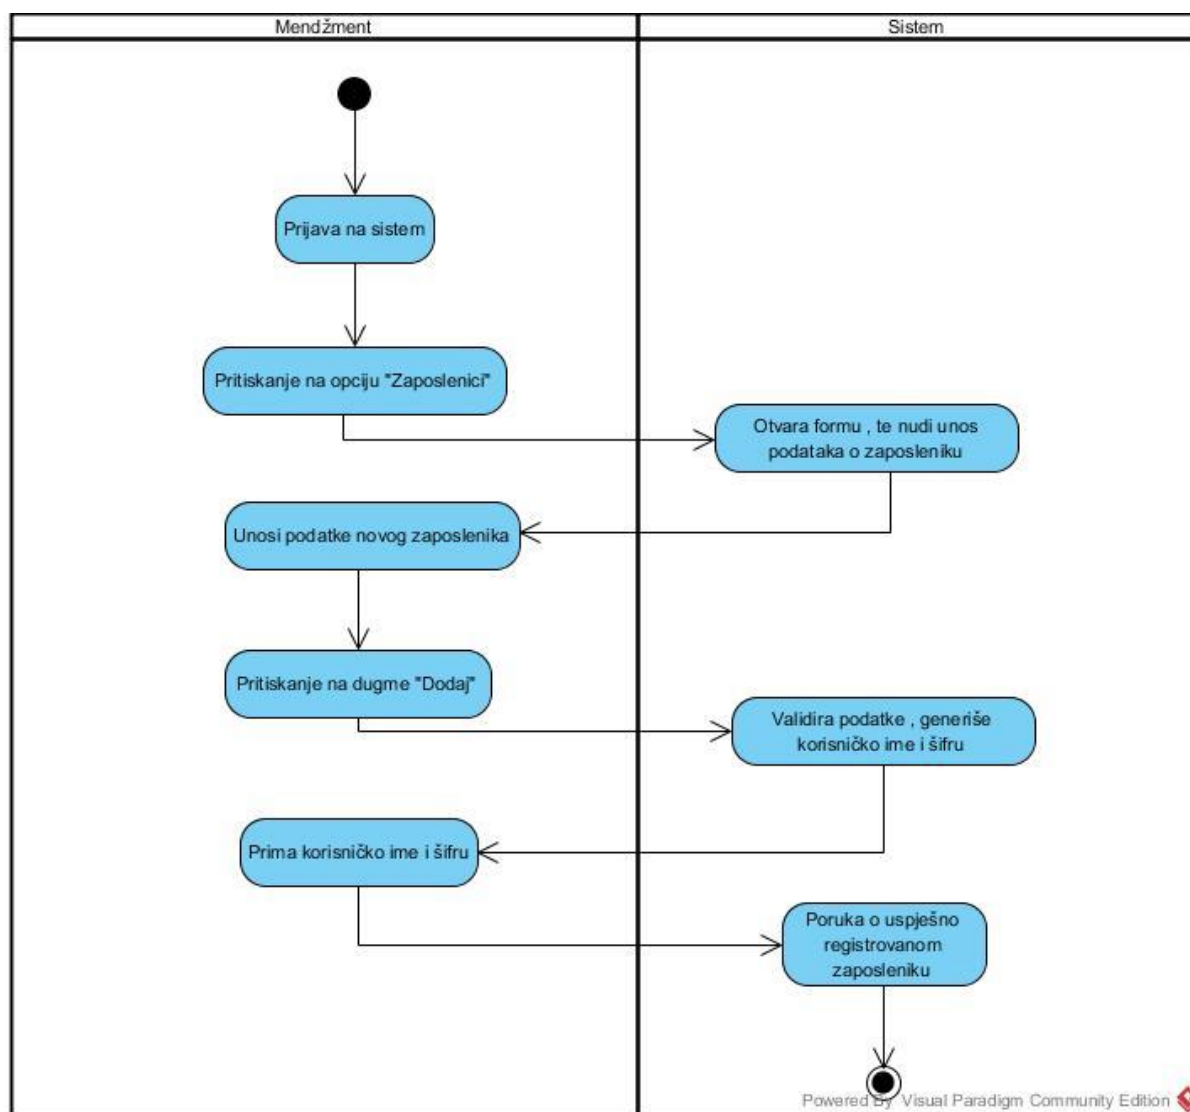 Mendžment
Sistem
Prijava na sistem
Pritiskanje na opciju "Zaposlenici"
Otvara formu , te nudi unos
podataka o zaposleniku
Unosi podatke novog zaposlenika
Pritiskanje na dugme "Dodaj"
Validira podatke , generiše
korisničko ime i šifru
Prima korisničko ime i šifru
Poruka o uspješno
registrovanom
zaposleniku
Powered By Visual Paradigm Community Edition